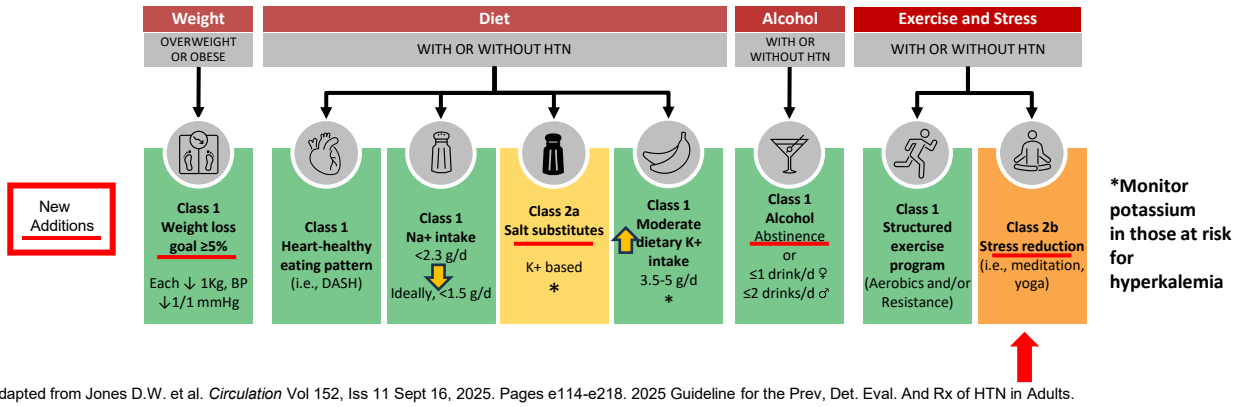 Weight
Diet
Alcohol
Exercise and Stress
OVERWEIGHT
OR OBESE
WITH OR WITHOUT HTN
WITH OR
WITHOUT HTN
WITH OR WITHOUT HTN
New
Additions
Class 1
Weight loss
goal ≥5%
Each ↓ 1Kg, BP
↓1/1 mmHg
Class 1
Heart-healthy
eating pattern
(i.e., DASH)
Class 1
Na+ intake
<2.3 g/d
Ideally, <1.5 g/d
Class 2a
Salt substitutes
K+ based
*
Class 1
Moderate
dietary K+
intake
3.5-5 g/d
*
Class 1
Alcohol
Abstinence
or
≤1 drink/d ♀
≤2 drinks/d ♂
Class 1
Structured
exercise
program
(Aerobics and/or
Resistance)
Class 2b
Stress reduction
(i.e., meditation,
yoga)
*Monitor
potassium
in those at risk
for
hyperkalemia
dapted from Jones D.W. et al. Circulation Vol 152, Iss 11 Sept 16, 2025. Pages e114-e218. 2025 Guideline for the Prev, Det. Eval. And Rx of HTN in Adults.